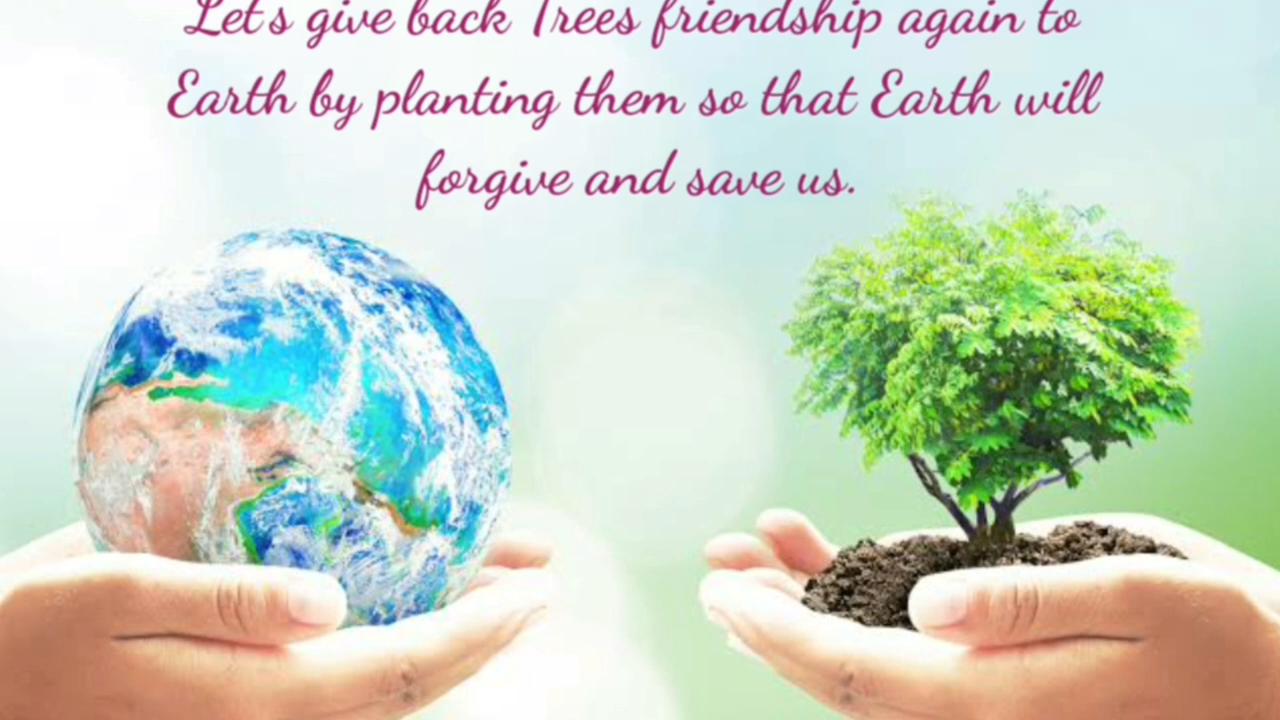 Let's give back Trees friendship again to
Earth by planting them so that Earth will
forgive and save us.